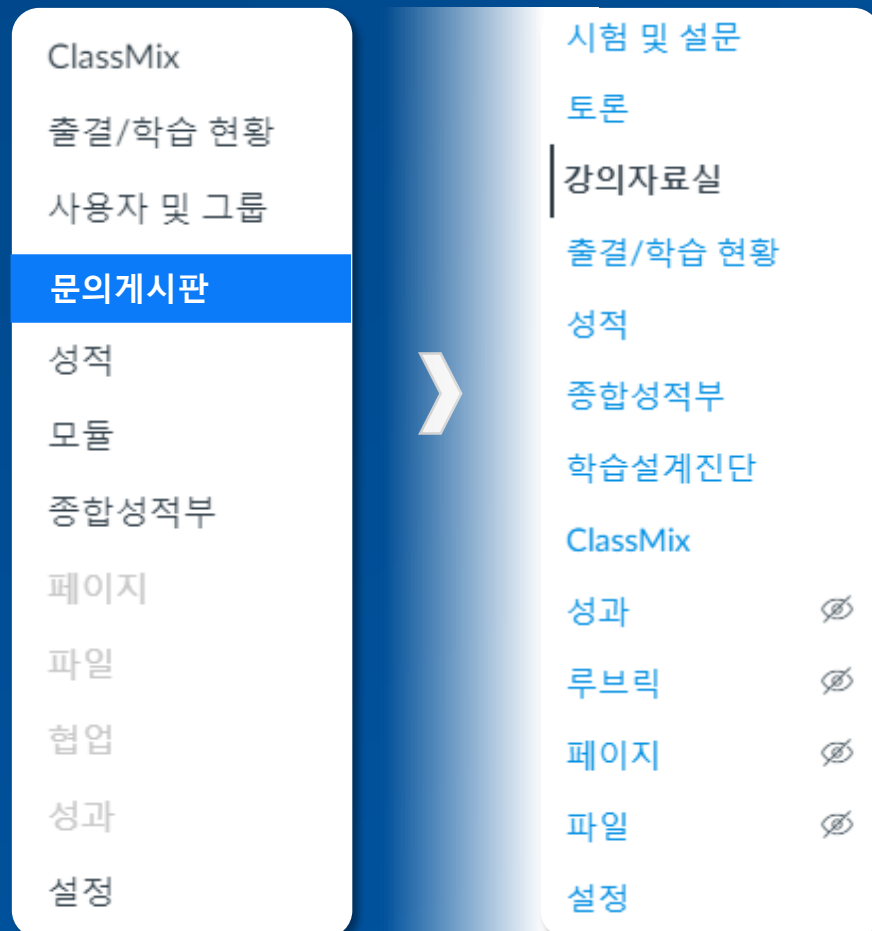 ClassMix
출결/학습 현황
사용자 및 그룹
문의게시판
성적
모듈
종합성적부
페이지
파일
협업
성과
설정
시험 및 설문
토론
강의자료실
출결/학습 현황
성적
종합성적부
학습설계진단
ClassMix
성과
루브릭
페이지
파일
설정